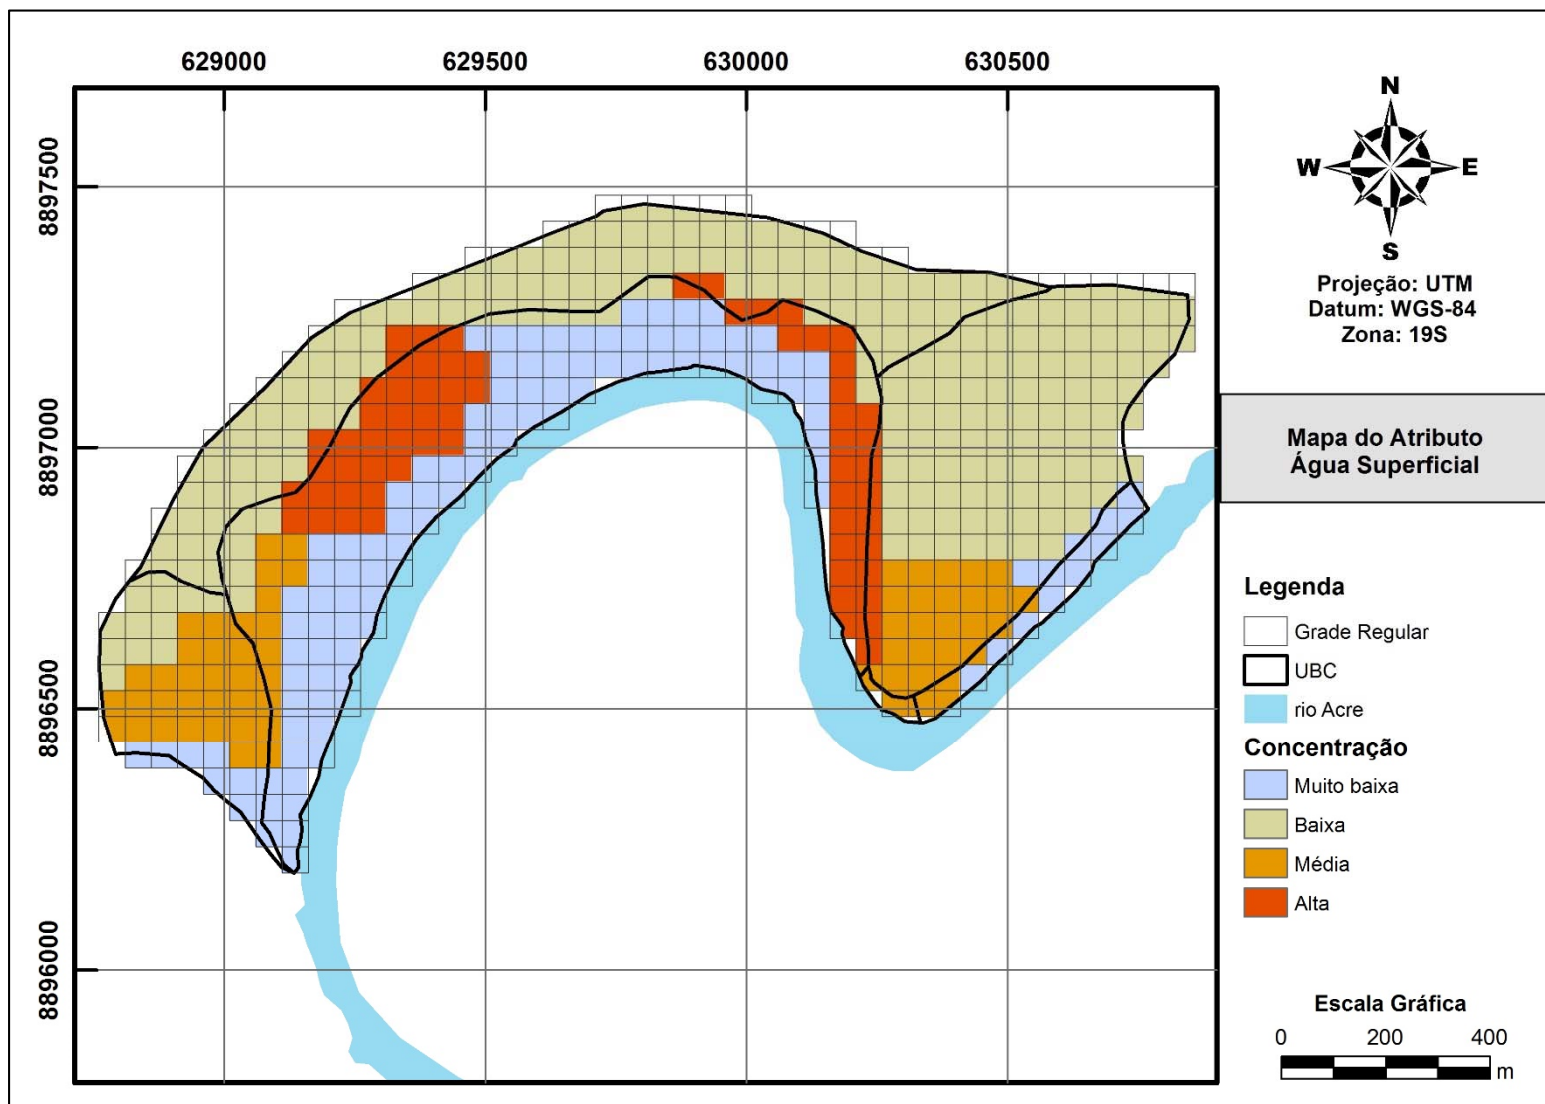 629000 629500 630000 630500
8897500
8897000
8896500
8896000
N
W E
S
Projeção: UTM
Datum: WGS-84
Zona: 19S
Mapa do Atributo
Água Superficial
Legenda
Grade Regular
UBC
rio Acre
Concentração
Muito baixa
Baixa
Média
Alta
Escala Gráfica
0 200 400
m